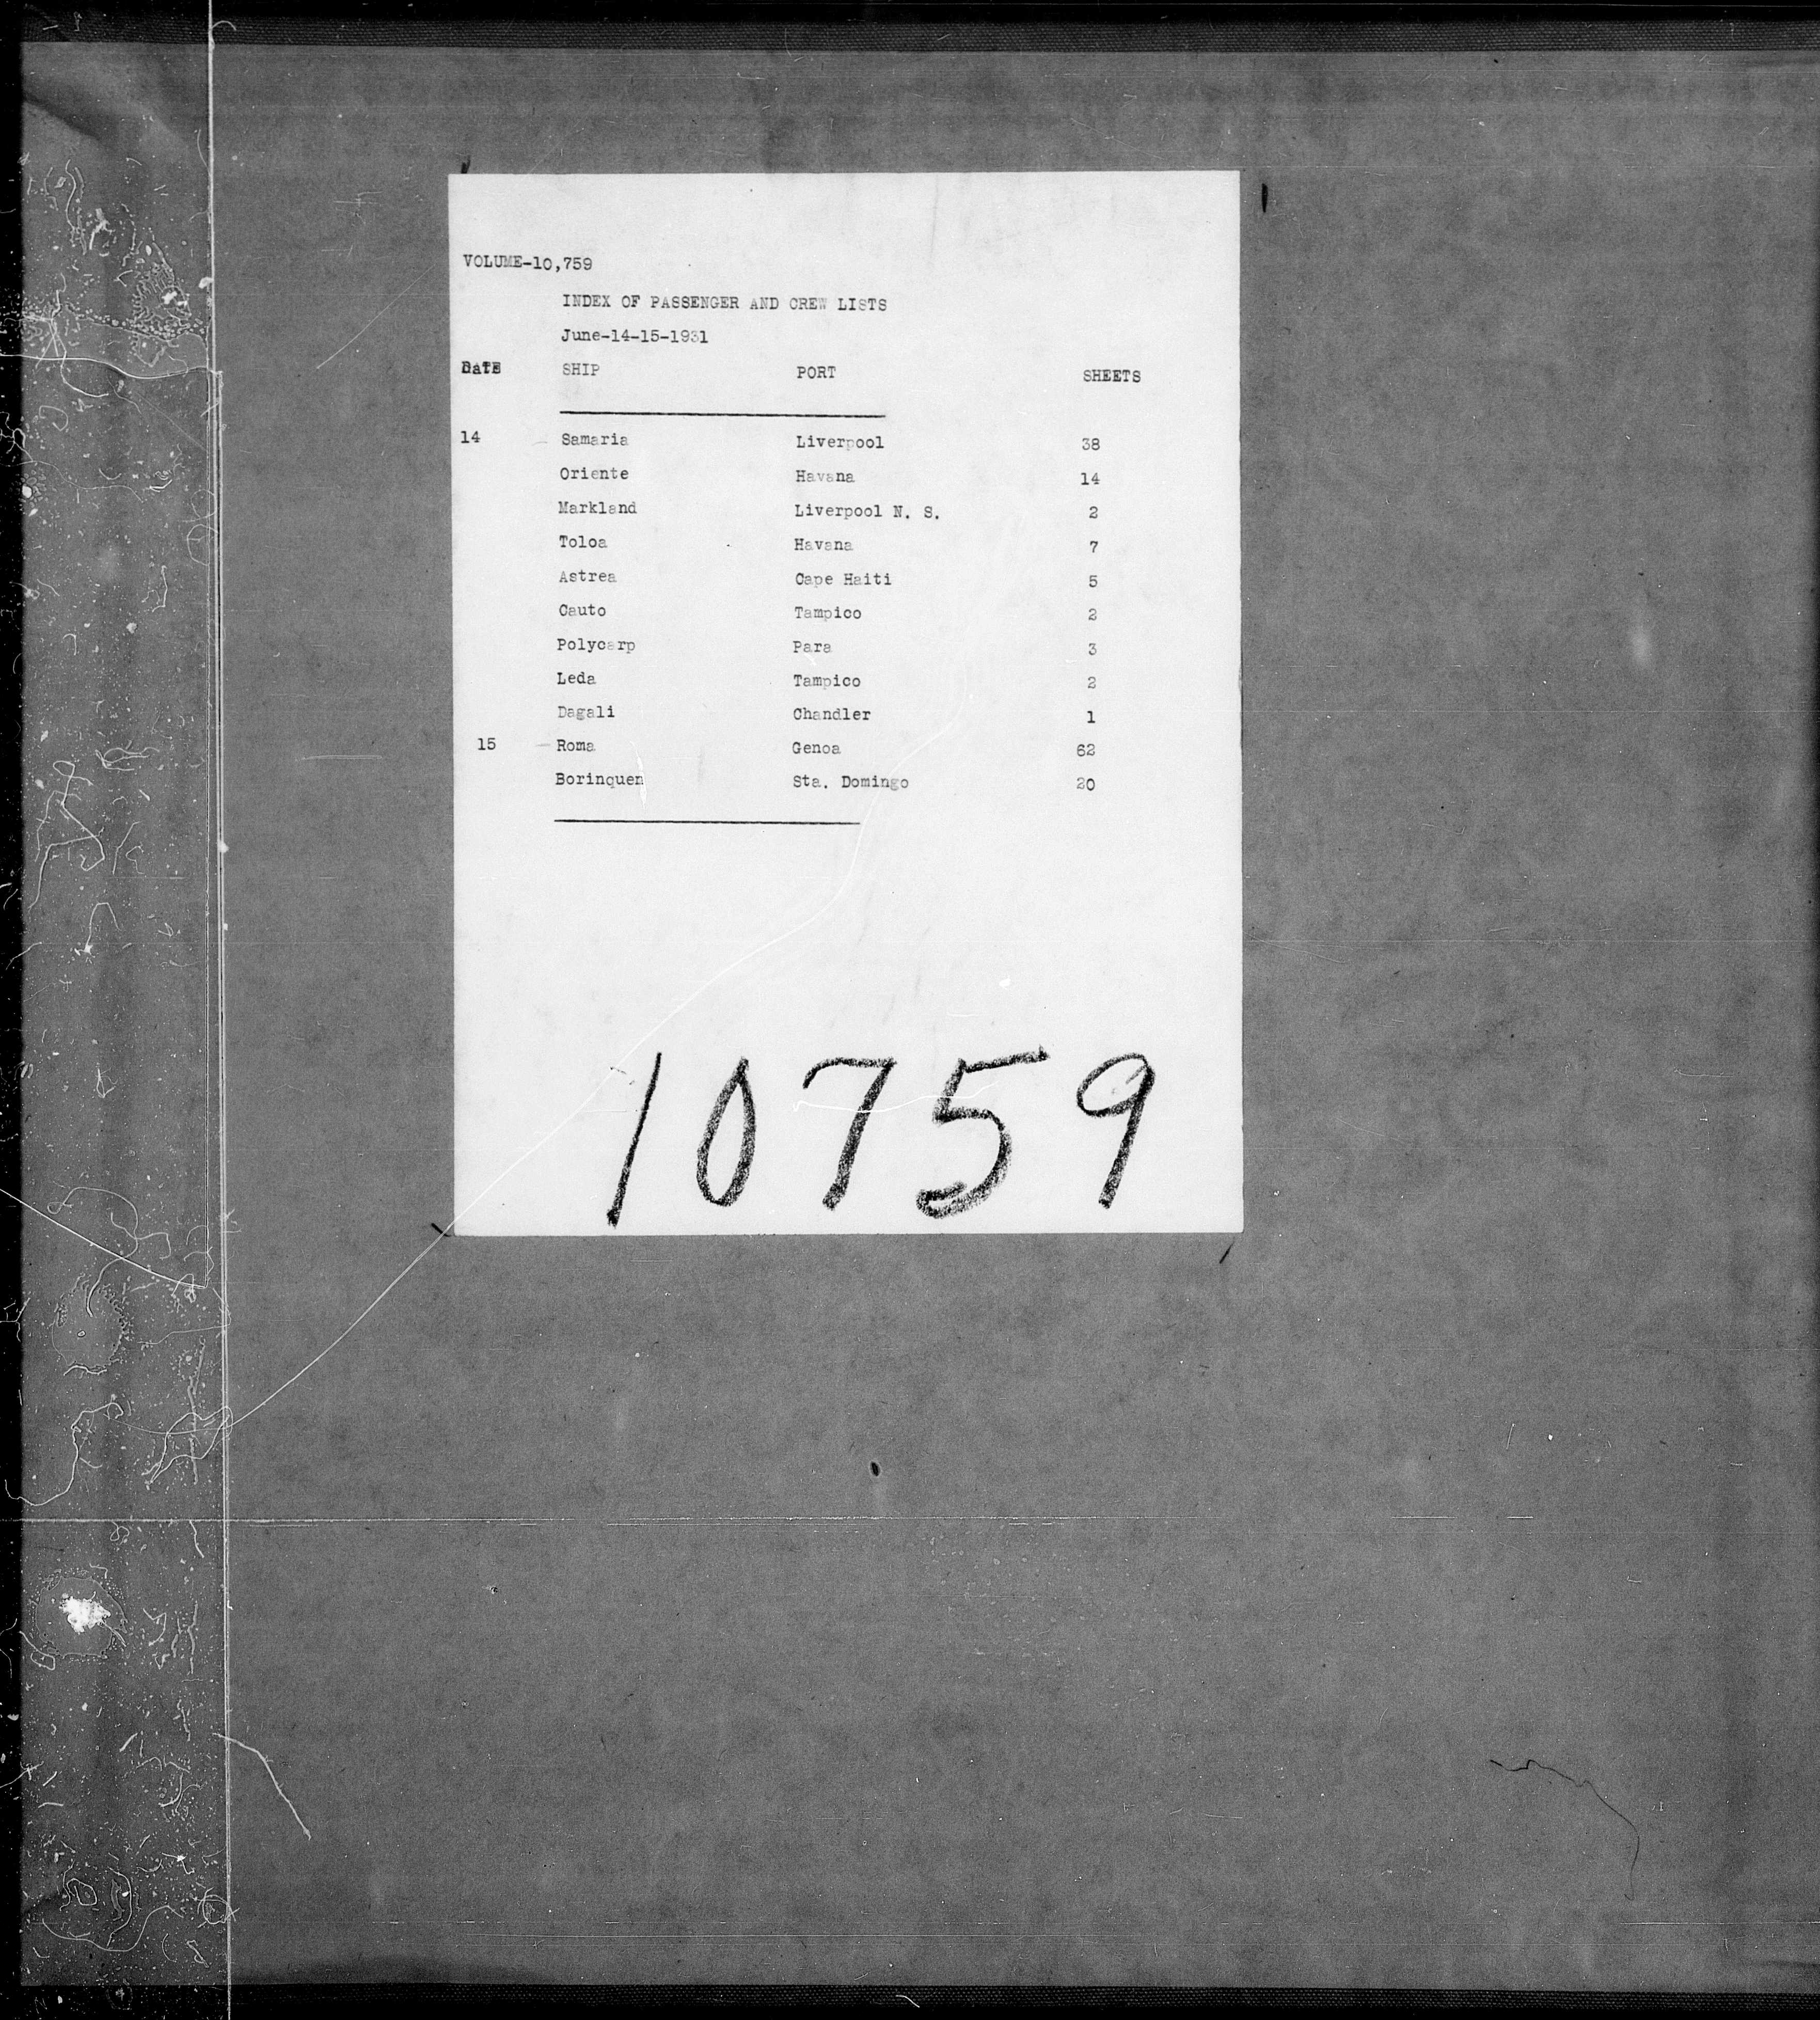 VOLUME-10,759
INDEX OF PASSENGER AND CREW LISTS
June-14-15-1931
DATE SHIP PORT SHEETS
14 Samaria Liverpool 38
Oriente Havana 14
Markland Liverpool N. S. 2
Toloa Havana 7
Astrea Cape Haiti 5
Cauto Tampico 2
Polycarp Para 3
Leda Tampico 2
Dagali Chandler 1
15 Roma Genoa 62
Borinquen Sta. Domingo 20
10759